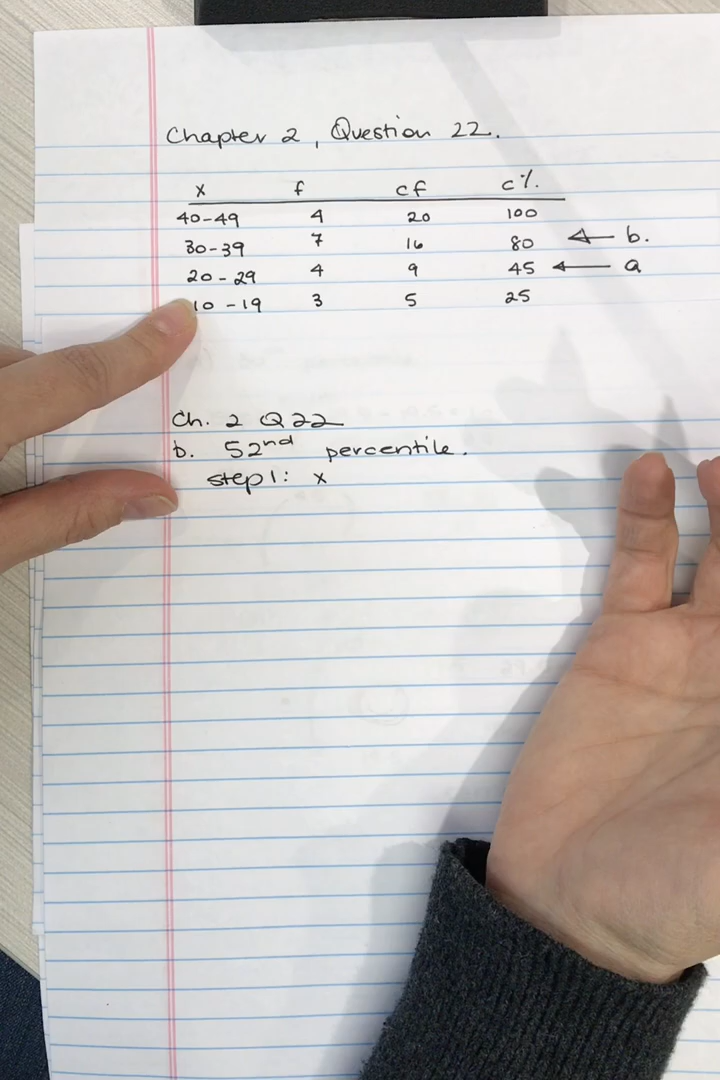 Chapter 2, Question 22.
x f cf c%.
40-49 4 20 100
30-39 7 16 80 ← b.
20-29 4 9 45 ← a
10-19 3 5 25
Ch. 2 Q22
b. 52nd percentile.
step1: x